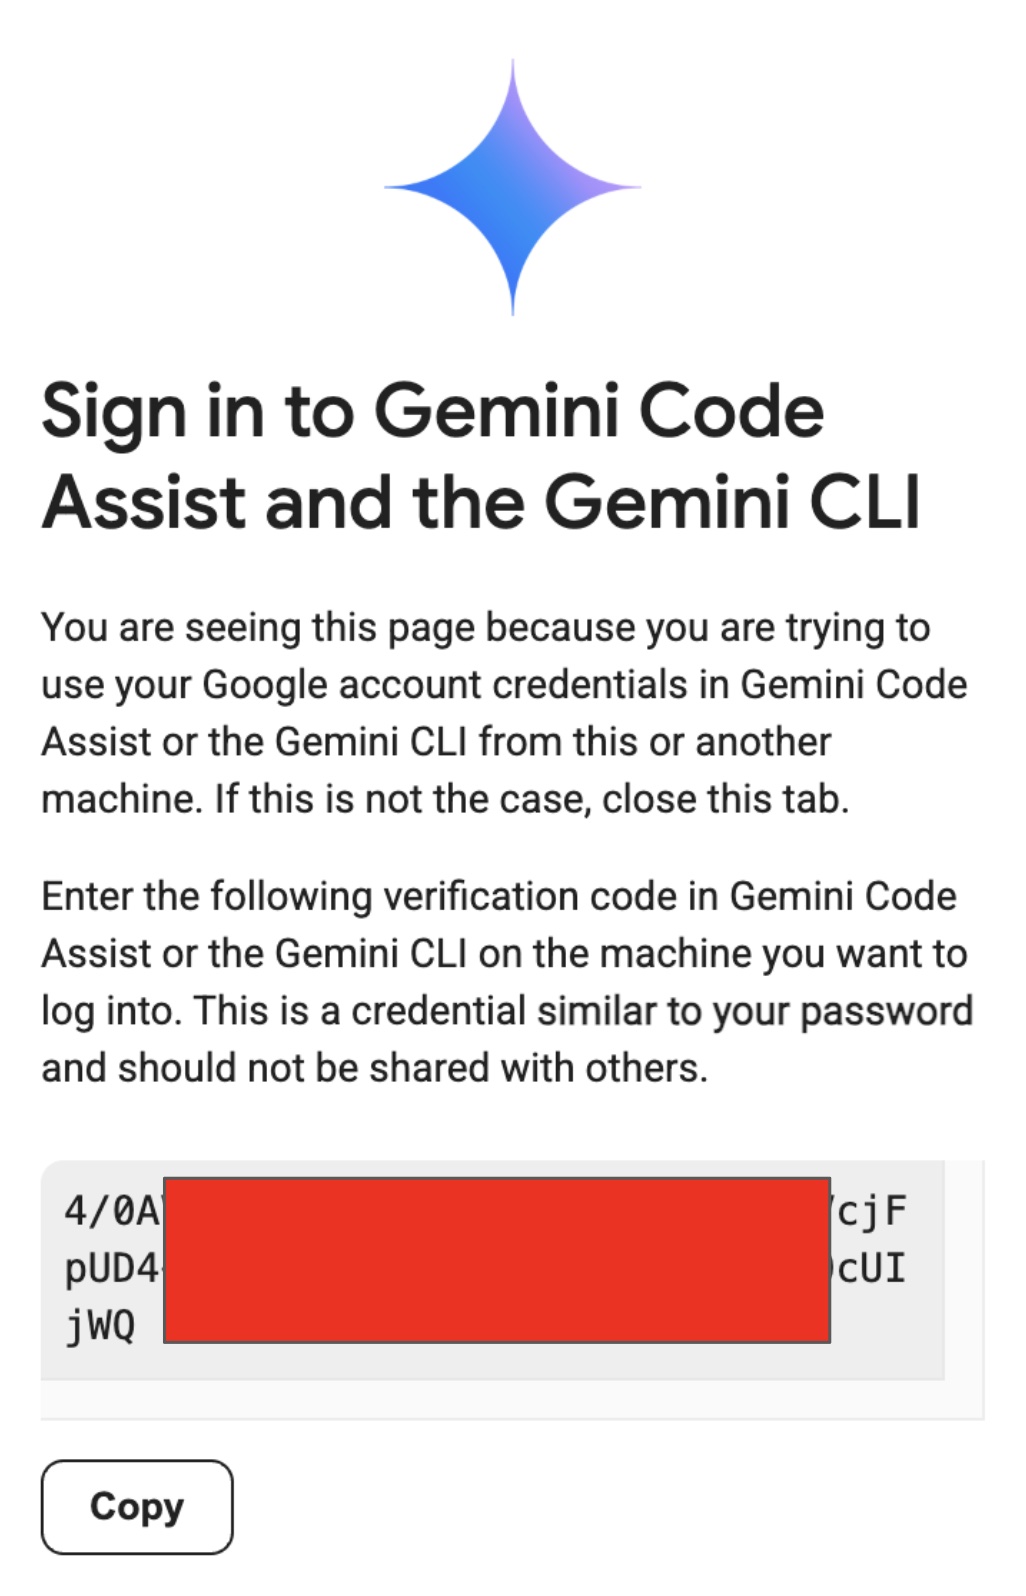 Sign in to Gemini Code
Assist and the Gemini CLI
You are seeing this page because you are trying to
use your Google account credentials in Gemini Code
Assist or the Gemini CLI from this or another
machine. If this is not the case, close this tab.
Enter the following verification code in Gemini Code
Assist or the Gemini CLI on the machine you want to
log into. This is a credential similar to your password
and should not be shared with others.
4/0A cjF
pUD4 cUI
jWQ
Copy